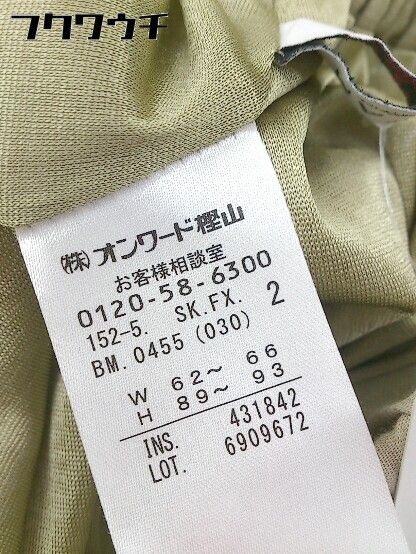 フクウウチ
(株)オンワード樫山
お客様相談室
0120-58-6300
152-5. SK.FX. 2
BM.0455(030)
W 62～ 66
H 89～ 93
INS. 431842
LOT. 6909672